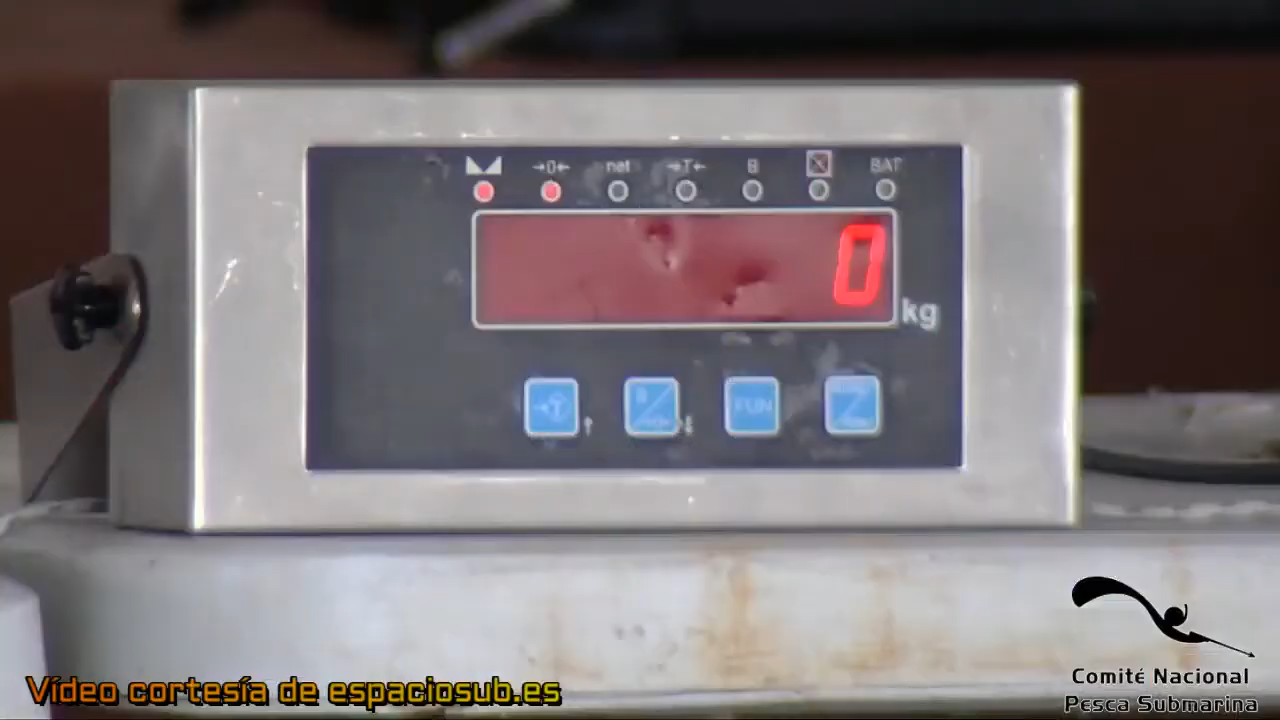 →0← net →T← B BAT
0
kg
→T← FUN
Vídeo cortesía de espaciosub.es
Comité Nacional
Pesca Submarina